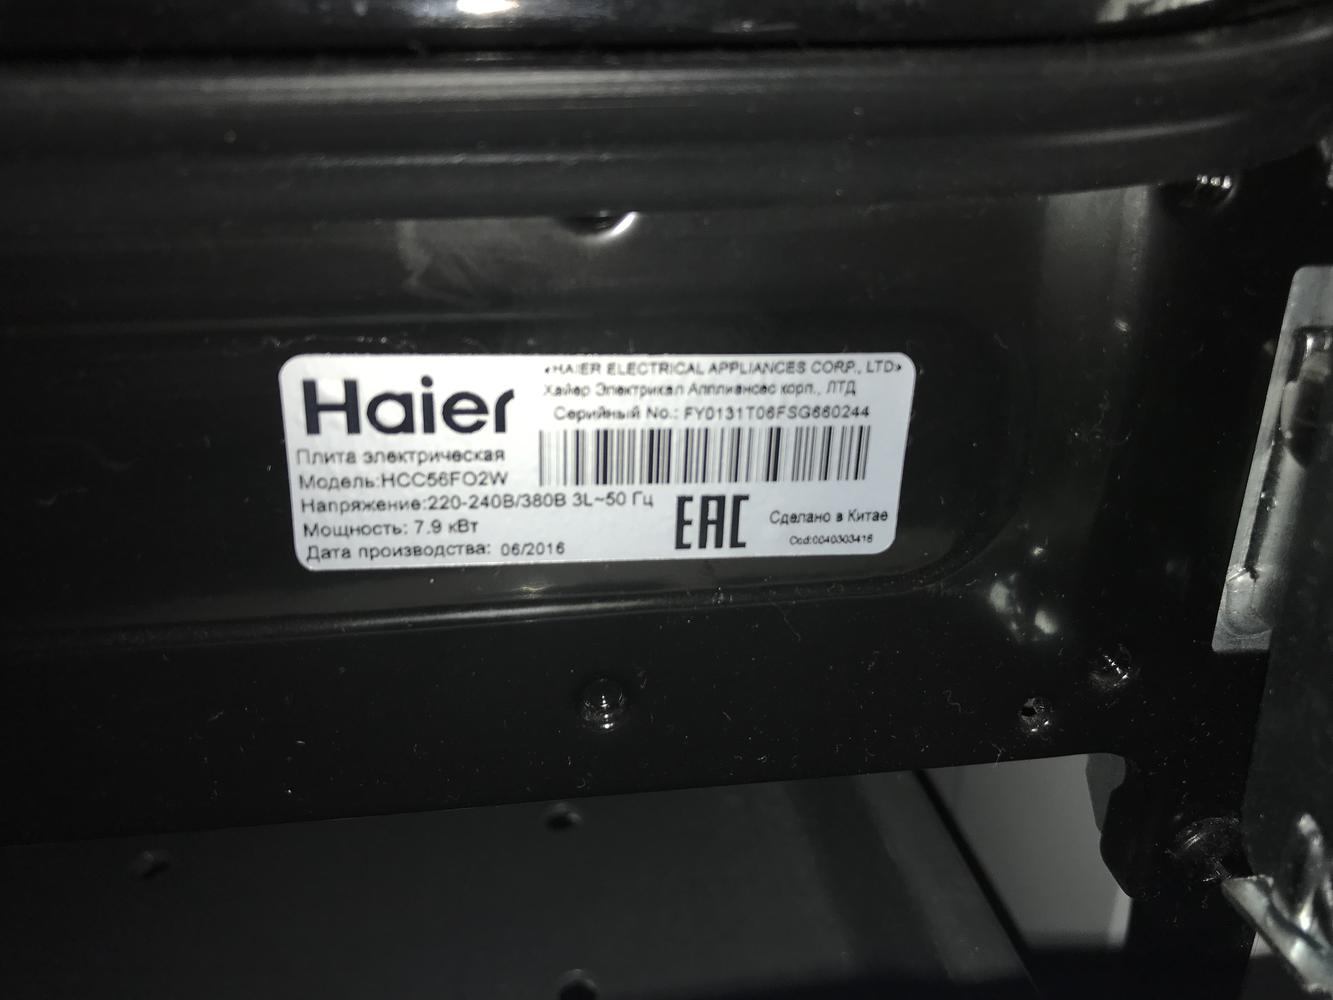 Haier
«HAIER ELECTRICAL APPLIANCES CORP., LTD»
Хайер Электрикал Апплиансес корп., ЛТД
Серийный No.: FY0131T06FSG660244
Плита электрическая
Модель:HCC56FO2W
Напряжение:220-240В/380В 3L~50 Гц
Мощность: 7.9 кВт
Дата производства: 06/2016
EAC
Сделано в Китае
Cod:0040303416